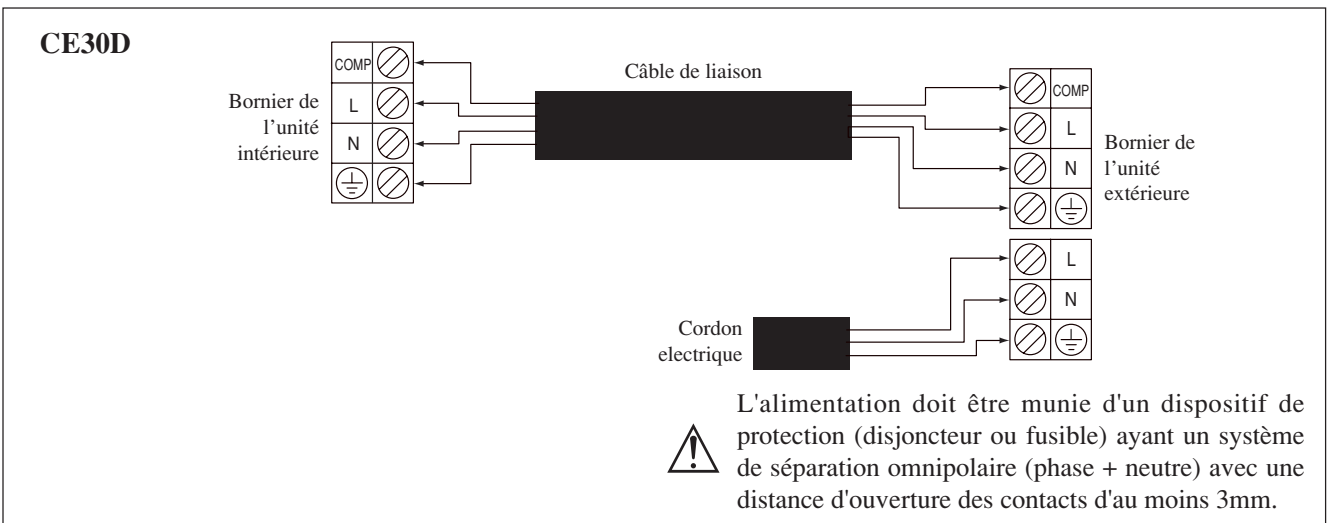 CE30D
Câble de liaison
COMP
L
N
Bornier de
l’unité
intérieure
COMP
L
N
Bornier de
l’unité
extérieure
L
N
Cordon
electrique
L'alimentation doit être munie d'un dispositif de
protection (disjoncteur ou fusible) ayant un système
de séparation omnipolaire (phase + neutre) avec une
distance d'ouverture des contacts d'au moins 3mm.